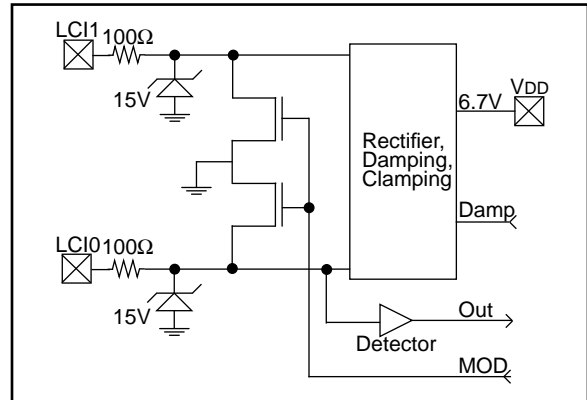 LCI1
100Ω
15V
6.7V
VDD
Rectifier,
Damping,
Clamping
Damp
LCI0
100Ω
15V
Out
Detector
MOD